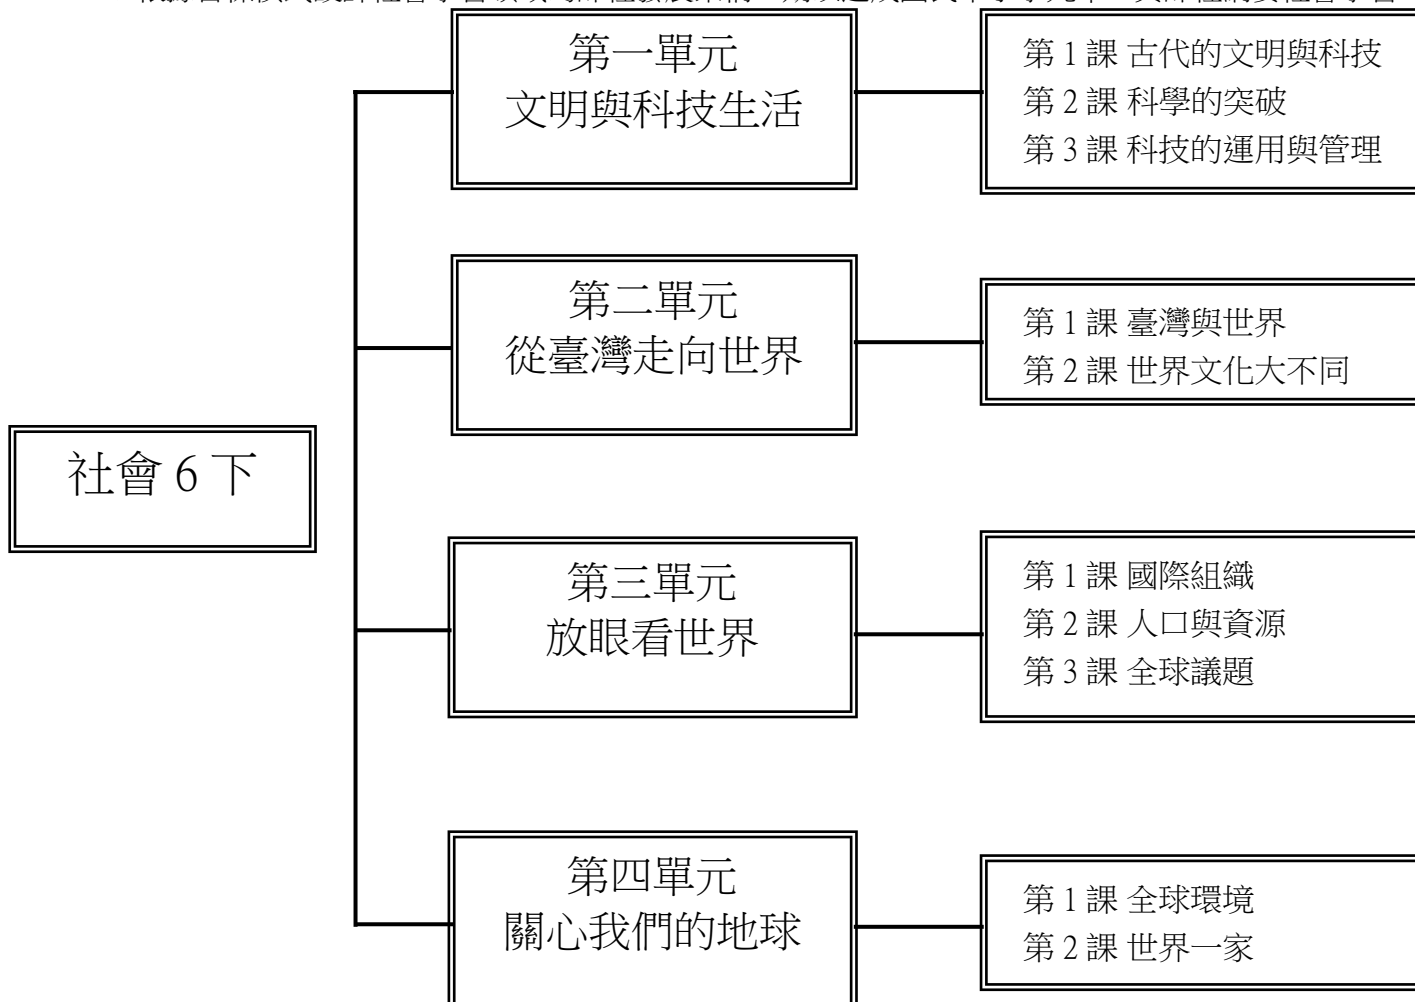 社會 6 下
第一單元
文明與科技生活
第 1 課 古代的文明與科技
第 2 課 科學的突破
第 3 課 科技的運用與管理
第二單元
從臺灣走向世界
第 1 課 臺灣與世界
第 2 課 世界文化大不同
第三單元
放眼看世界
第 1 課 國際組織
第 2 課 人口與資源
第 3 課 全球議題
第四單元
關心我們的地球
第 1 課 全球環境
第 2 課 世界一家